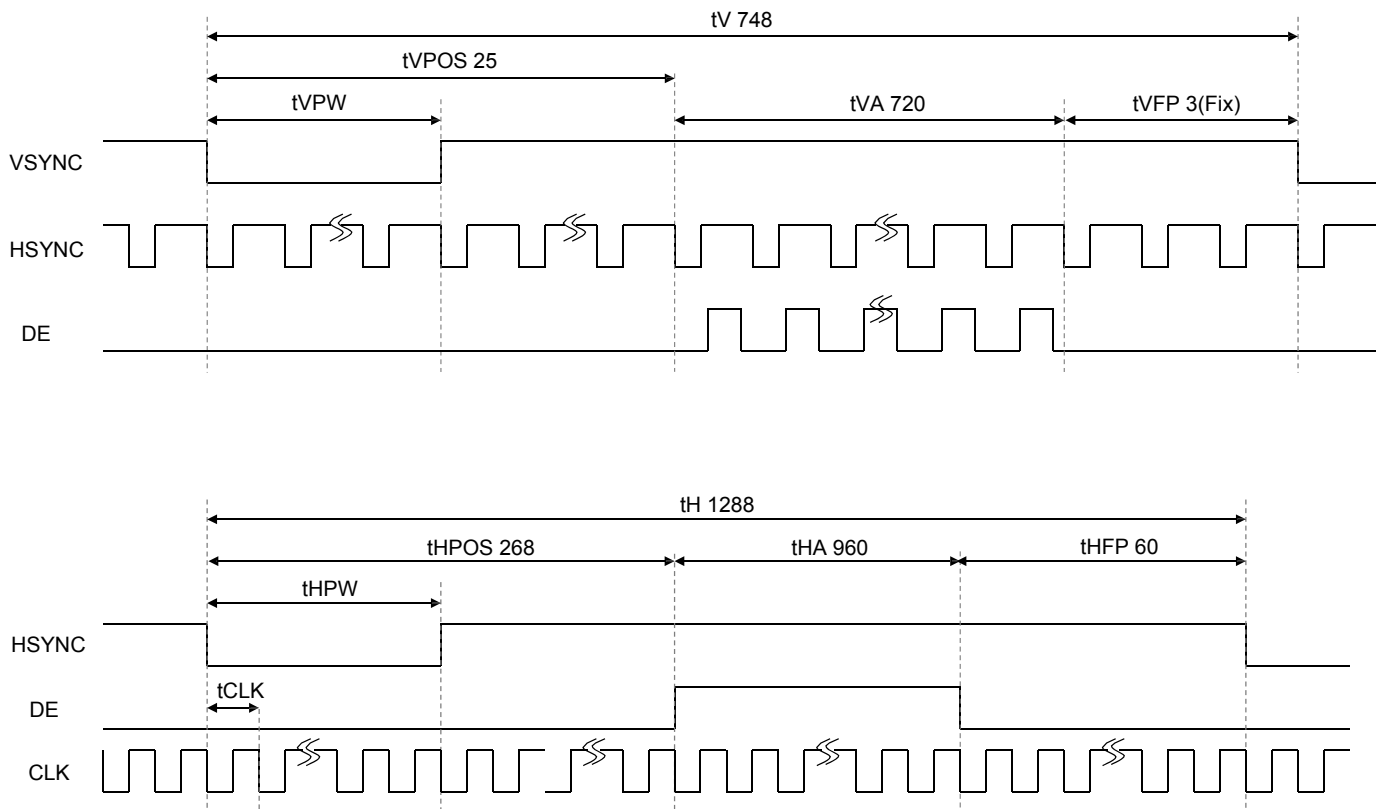 tV 748
tVPOS 25
tVPW
tVA 720
tVFP 3(Fix)
VSYNC
HSYNC
DE
tH 1288
tHPOS 268
tHA 960
tHFP 60
tHPW
HSYNC
tCLK
DE
CLK